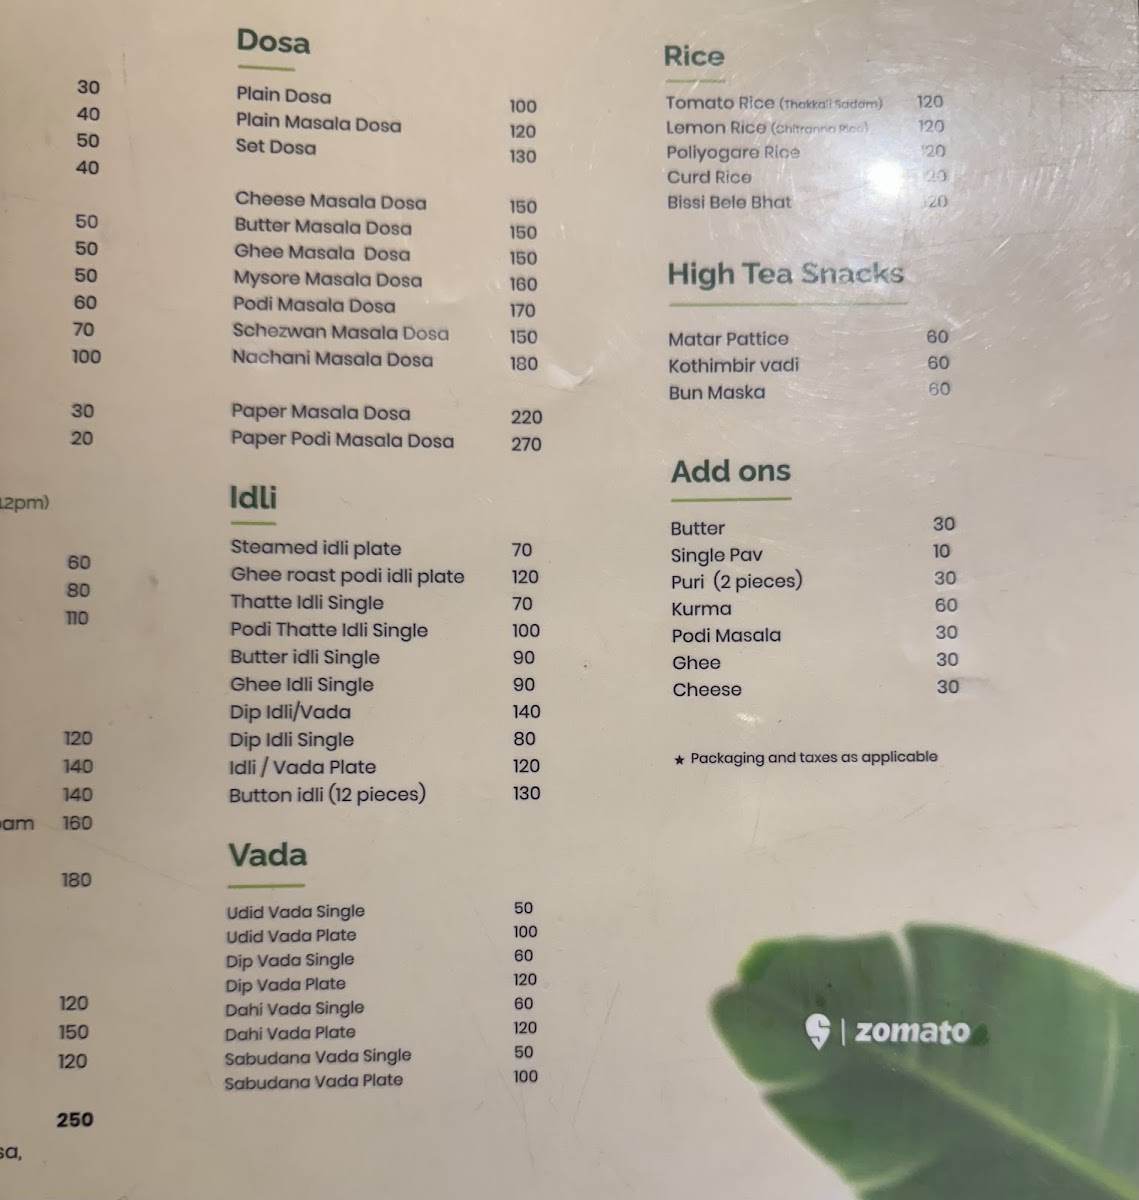 30
40
50
40
50
50
50
60
70
100
30
20
12pm)
60
80
110
120
140
140
160
180
120
150
120
250
sa,
Dosa
Plain Dosa 100
Plain Masala Dosa 120
Set Dosa 130
Cheese Masala Dosa 150
Butter Masala Dosa 150
Ghee Masala Dosa 150
Mysore Masala Dosa 160
Podi Masala Dosa 170
Schezwan Masala Dosa 150
Nachani Masala Dosa 180
Paper Masala Dosa 220
Paper Podi Masala Dosa 270
Idli
Steamed idli plate 70
Ghee roast podi idli plate 120
Thatte Idli Single 70
Podi Thatte Idli Single 100
Butter idli Single 90
Ghee Idli Single 90
Dip Idli/Vada 140
Dip Idli Single 80
Idli / Vada Plate 120
Button idli (12 pieces) 130
Vada
Udid Vada Single 50
Udid Vada Plate 100
Dip Vada Single 60
Dip Vada Plate 120
Dahi Vada Single 60
Dahi Vada Plate 120
Sabudana Vada Single 50
Sabudana Vada Plate 100
Rice
Tomato Rice (Thakkali Sadam) 120
Lemon Rice (Chitranna Rice) 120
Poliyogare Rice 120
Curd Rice
Bissi Bele Bhat 120
High Tea Snacks
Matar Pattice 60
Kothimbir vadi 60
Bun Maska 60
Add ons
Butter 30
Single Pav 10
Puri (2 pieces) 30
Kurma 60
Podi Masala 30
Ghee 30
Cheese 30
★ Packaging and taxes as applicable
zomato